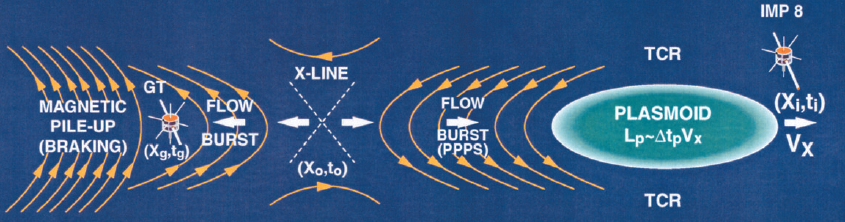 IMP 8
TCR
X-LINE
GT
MAGNETIC
PILE-UP
(BRAKING)
FLOW
BURST
(Xg,tg)
(Xo,to)
FLOW
BURST
(PPPS)
PLASMOID
Lp~ΔtpVx
(Xi,ti)
Vx
TCR